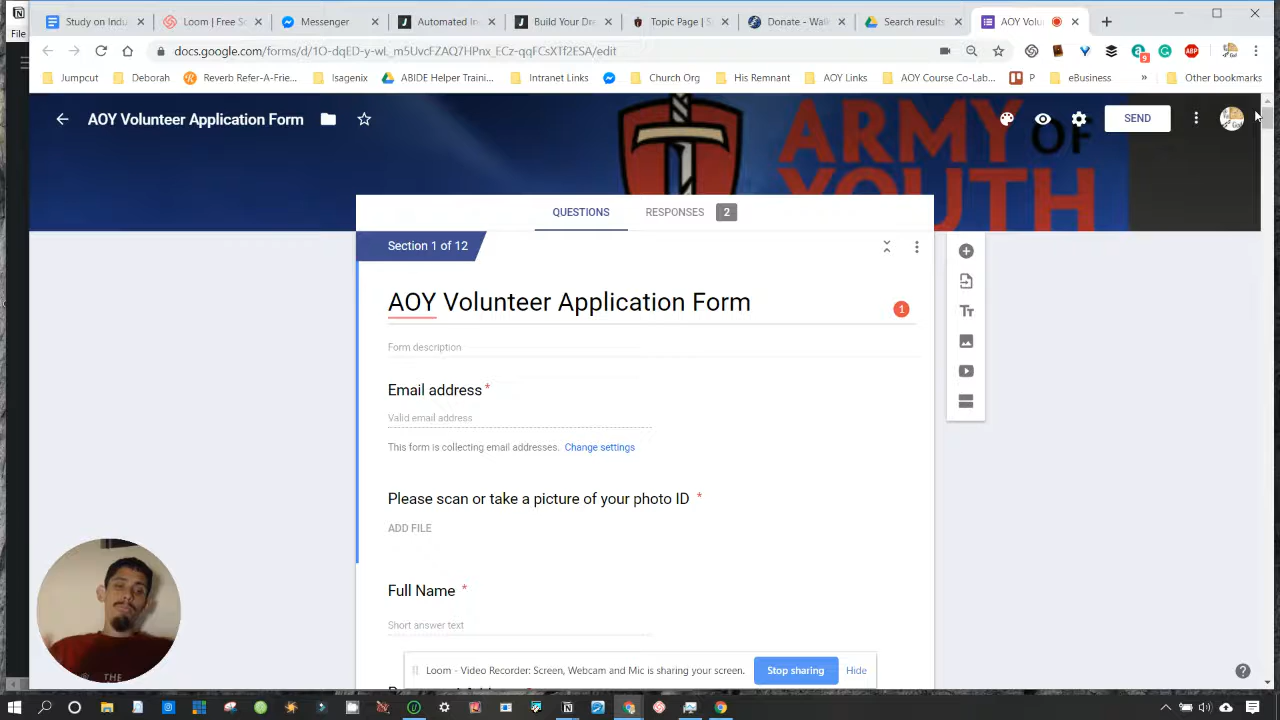 File
Study on Indu
Loom | Free Sc
Messenger
Automated In
Build Your Dre
Topic Page | S
Donate - Walk
Search results
AOY Volu
docs.google.com/forms/d/1O-dqED-y-wL_m5UvcFZAQ7HPnx_ECz-qqFCsXTf2ESA/edit
9
ABP
Jumpcut
Deborah
Reverb Refer-A-Frie...
Isagenix
ABIDE Helper Traini...
Intranet Links
Church Org
His Remnant
AOY Links
AOY Course Co-Lab...
P
eBusiness
»
Other bookmarks
AOY Volunteer Application Form
SEND
ARMY OF
YOUTH
QUESTIONS
RESPONSES
2
Section 1 of 12
AOY Volunteer Application Form
1
Form description
Email address*
Valid email address
This form is collecting email addresses. Change settings
Please scan or take a picture of your photo ID *
ADD FILE
Full Name *
Short answer text
THE
Loom - Video Recorder: Screen, Webcam and Mic is sharing your screen.
Stop sharing
Hide